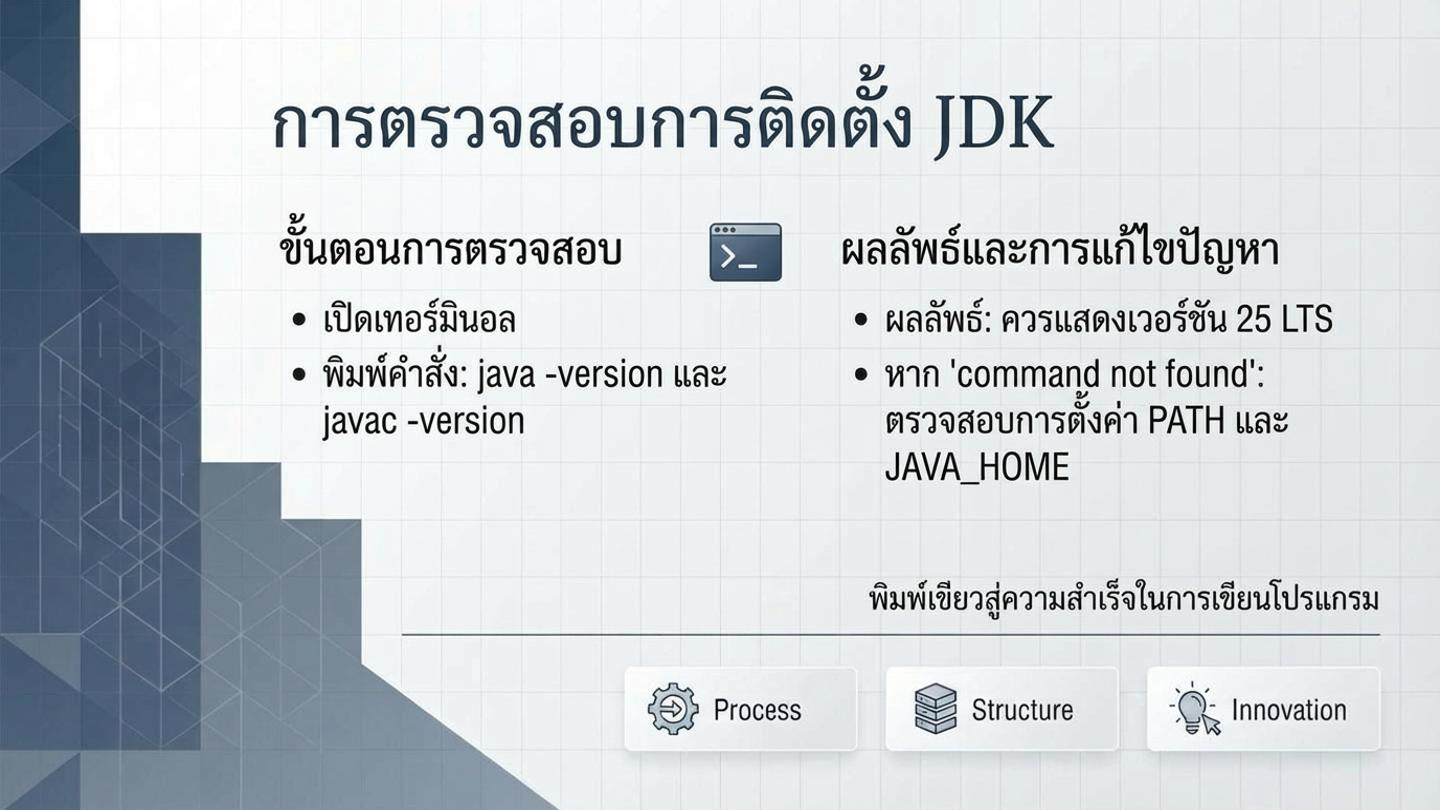 การตรวจสอบการติดตั้ง JDK
ขั้นตอนการตรวจสอบ
• เปิดเทอร์มินอล
• พิมพ์คำสั่ง: java -version และ
javac -version
ผลลัพธ์และการแก้ไขปัญหา
• ผลลัพธ์: ควรแสดงเวอร์ชัน 25 LTS
• หาก 'command not found':
ตรวจสอบการตั้งค่า PATH และ
JAVA_HOME
พิมพ์เขียวสู่ความสำเร็จในการเขียนโปรแกรม
Process
Structure
Innovation